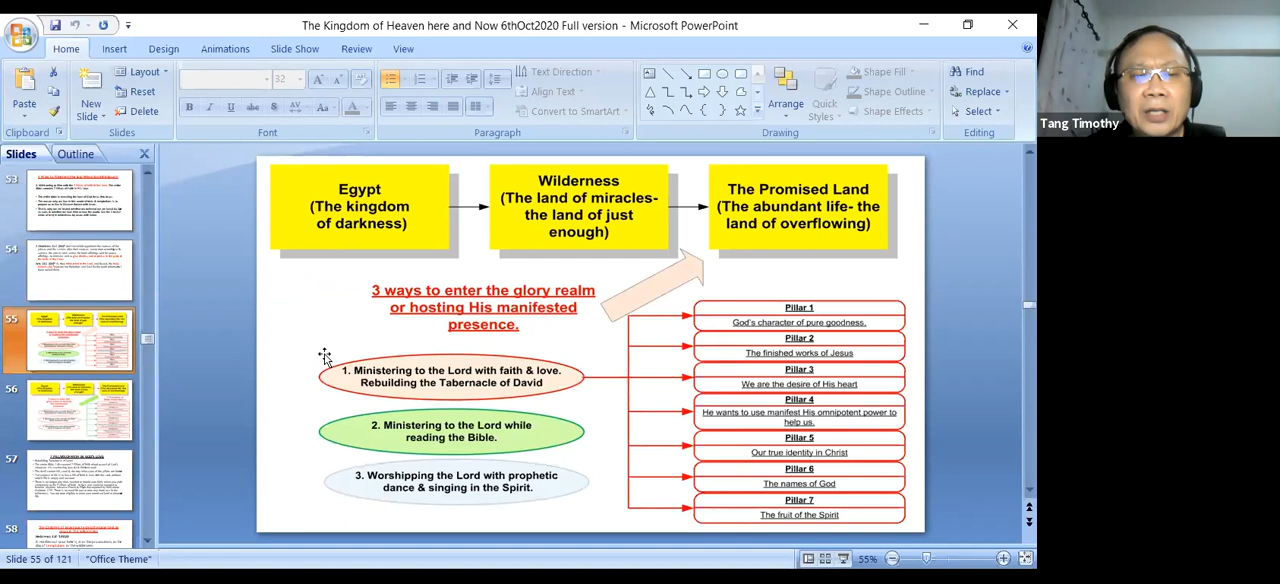 The Kingdom of Heaven here and Now 6thOct2020 Full version - Microsoft PowerPoint
Home Insert Design Animations Slide Show Review View
Paste
Clipboard
New Slide
Layout
Reset
Delete
Slides
32
Font
Text Direction
Align Text
Convert to SmartArt
Paragraph
Arrange
Quick Styles
Shape Fill
Shape Outline
Shape Effects
Drawing
Find
Replace
Select
Editing
Tang Timothy
Slides Outline
53
54
55
56
57
58
Egypt
(The kingdom
of darkness)
Wilderness
(The land of miracles-
the land of just
enough)
The Promised Land
(The abundant life- the
land of overflowing)
3 ways to enter the glory realm
or hosting His manifested
presence.
1. Ministering to the Lord with faith & love.
Rebuilding the Tabernacle of David
2. Ministering to the Lord while
reading the Bible.
3. Worshipping the Lord with prophetic
dance & singing in the Spirit.
Pillar 1
God's character of pure goodness.
Pillar 2
The finished works of Jesus
Pillar 3
We are the desire of His heart
Pillar 4
He wants to use manifest His omnipotent power to
help us.
Pillar 5
Our true identity in Christ
Pillar 6
The names of God
Pillar 7
The fruit of the Spirit
Slide 55 of 121
"Office Theme"
55%